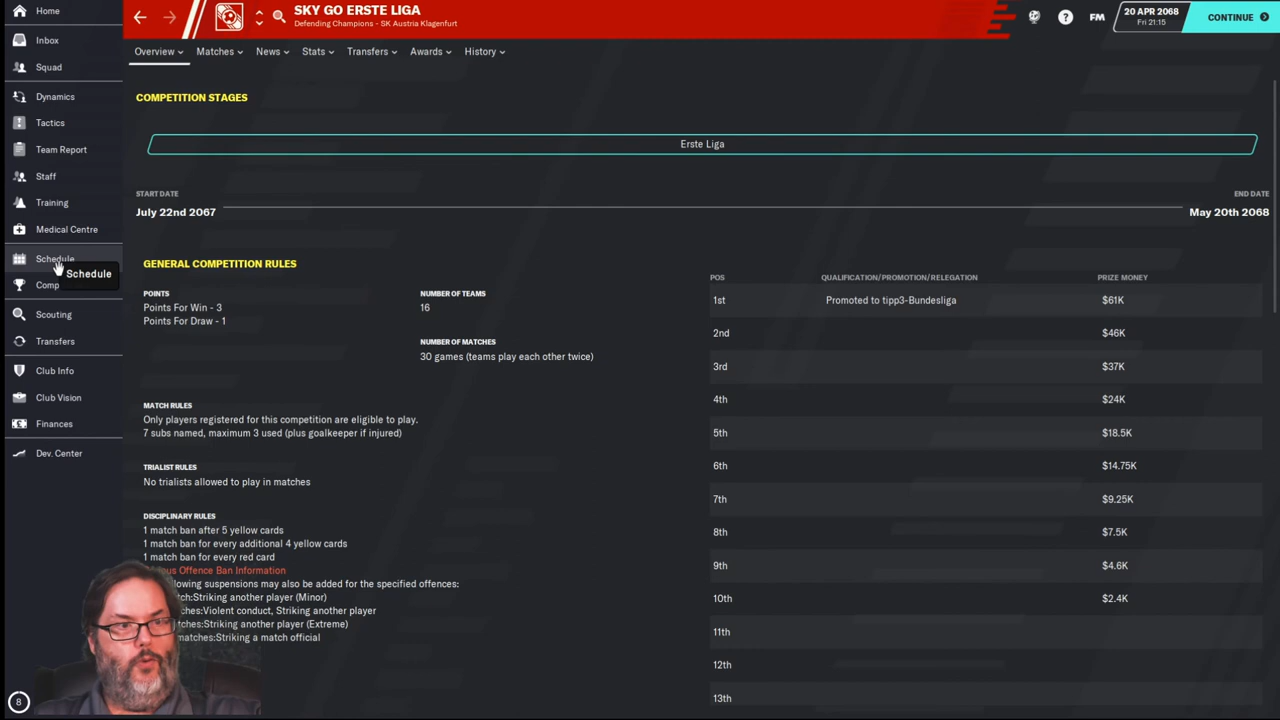 Home
Inbox
Squad
Dynamics
Tactics
Team Report
Staff
Training
Medical Centre
Schedule
Schedule
Comp
Scouting
Transfers
Club Info
Club Vision
Finances
Dev. Center
8
SKY GO ERSTE LIGA
Defending Champions - SK Austria Klagenfurt
?
FM
20 APR 2068
Fri 21:15
CONTINUE
Overview
Matches
News
Stats
Transfers
Awards
History
COMPETITION STAGES
Erste Liga
START DATE
July 22nd 2067
END DATE
May 20th 2068
GENERAL COMPETITION RULES
POINTS
Points For Win - 3
Points For Draw - 1
NUMBER OF TEAMS
16
NUMBER OF MATCHES
30 games (teams play each other twice)
MATCH RULES
Only players registered for this competition are eligible to play.
7 subs named, maximum 3 used (plus goalkeeper if injured)
TRIALIST RULES
No trialists allowed to play in matches
DISCIPLINARY RULES
1 match ban after 5 yellow cards
1 match ban for every additional 4 yellow cards
1 match ban for every red card
Offence Ban Information
suspensions may also be added for the specified offences:
Striking another player (Minor)
Violent conduct, Striking another player
Striking another player (Extreme)
Striking a match official
POS QUALIFICATION/PROMOTION/RELEGATION PRIZE MONEY
1st Promoted to tipp3-Bundesliga $61K
2nd $46K
3rd $37K
4th $24K
5th $18.5K
6th $14.75K
7th $9.25K
8th $7.5K
9th $4.6K
10th $2.4K
11th
12th
13th